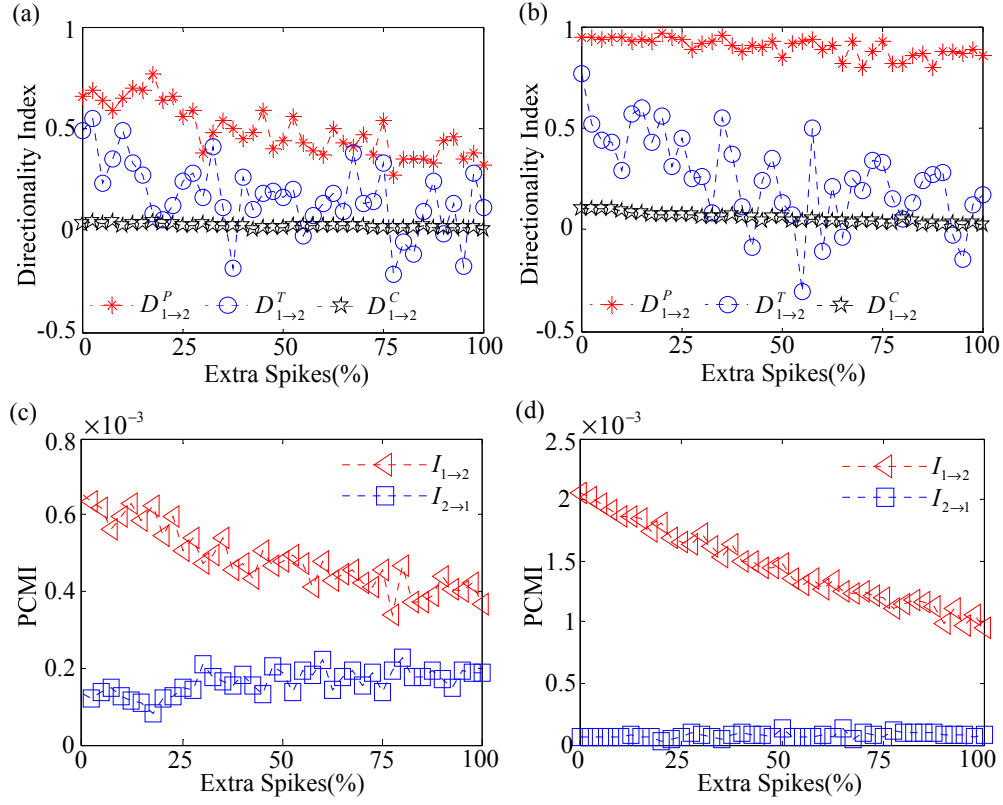 (a)
1
0.5
0
-0.5
Directionality Index
D^P_{1→2}
D^T_{1→2}
D^C_{1→2}
0 25 50 75 100
Extra Spikes(%)
(b)
1
0.5
0
-0.5
Directionality Index
D^P_{1→2}
D^T_{1→2}
D^C_{1→2}
0 25 50 75 100
Extra Spikes(%)
(c)
×10^{−3}
0.8
0.6
0.4
0.2
0
PCMI
I_{1→2}
I_{2→1}
0 25 50 75 100
Extra Spikes(%)
(d)
×10^{−3}
2.5
2
1.5
1
0.5
0
PCMI
I_{1→2}
I_{2→1}
0 25 50 75 100
Extra Spikes(%)